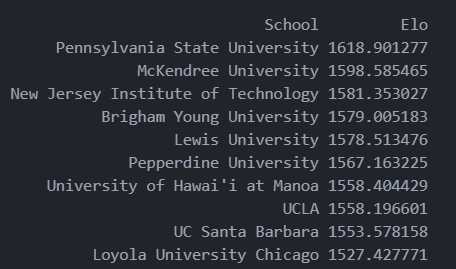 School Elo
Pennsylvania State University 1618.901277
McKendree University 1598.585465
New Jersey Institute of Technology 1581.353027
Brigham Young University 1579.005183
Lewis University 1578.513476
Pepperdine University 1567.163225
University of Hawai'i at Manoa 1558.404429
UCLA 1558.196601
UC Santa Barbara 1553.578158
Loyola University Chicago 1527.427771